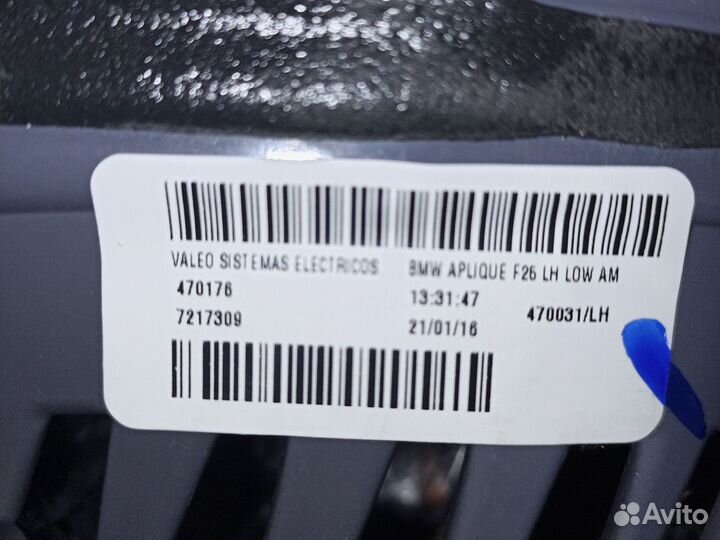 VALEO SISTEMAS ELECTRICOS BMW APLIQUE F25 LH LOW AM
470176 13:31:47 470031/LH
7217309 21/01/16
Avito